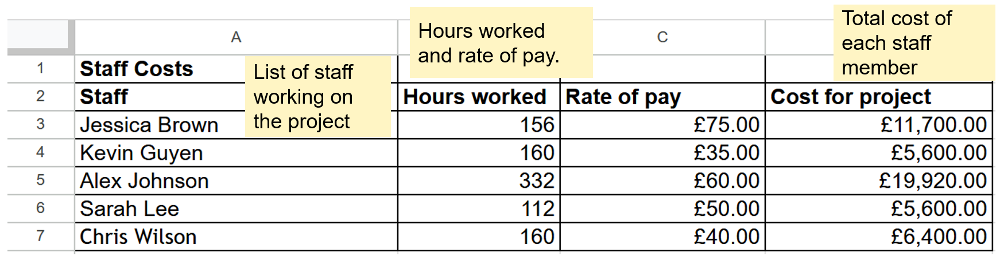 A
Hours worked
and rate of pay.
C
Total cost of
each staff
member
1 Staff Costs
List of staff
working on
the project
2 Staff Hours worked Rate of pay Cost for project
3 Jessica Brown 156 £75.00 £11,700.00
4 Kevin Guyen 160 £35.00 £5,600.00
5 Alex Johnson 332 £60.00 £19,920.00
6 Sarah Lee 112 £50.00 £5,600.00
7 Chris Wilson 160 £40.00 £6,400.00